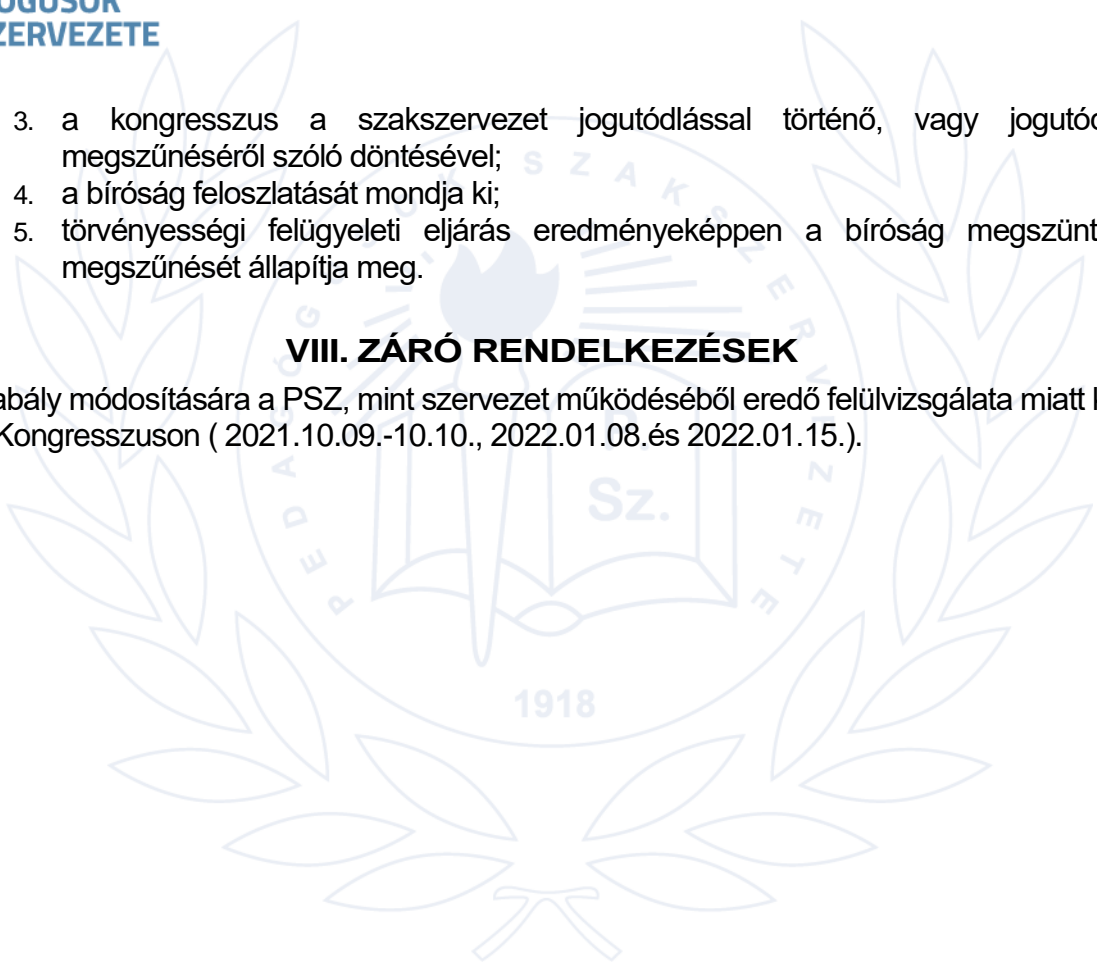 ZERVEZETE
3. a kongresszus a szakszervezet jogutódlással történő, vagy
megszűnéséről szóló döntésével;
4. a bíróság feloszlatását mondja ki;
5. törvényességi felügyeleti eljárás eredményeképpen a bíróság
megszűnését állapítja meg.
VIII. ZÁRÓ RENDELKEZÉSEK
módosítására a PSZ, mint szervezet működéséből eredő felülvizsgálata miatt
Kongresszuson ( 2021.10.09.-10.10., 2022.01.08.és 2022.01.15.).
PEDAGÓGUSOK SZAKSZERVEZETE
P.
Sz.
1918